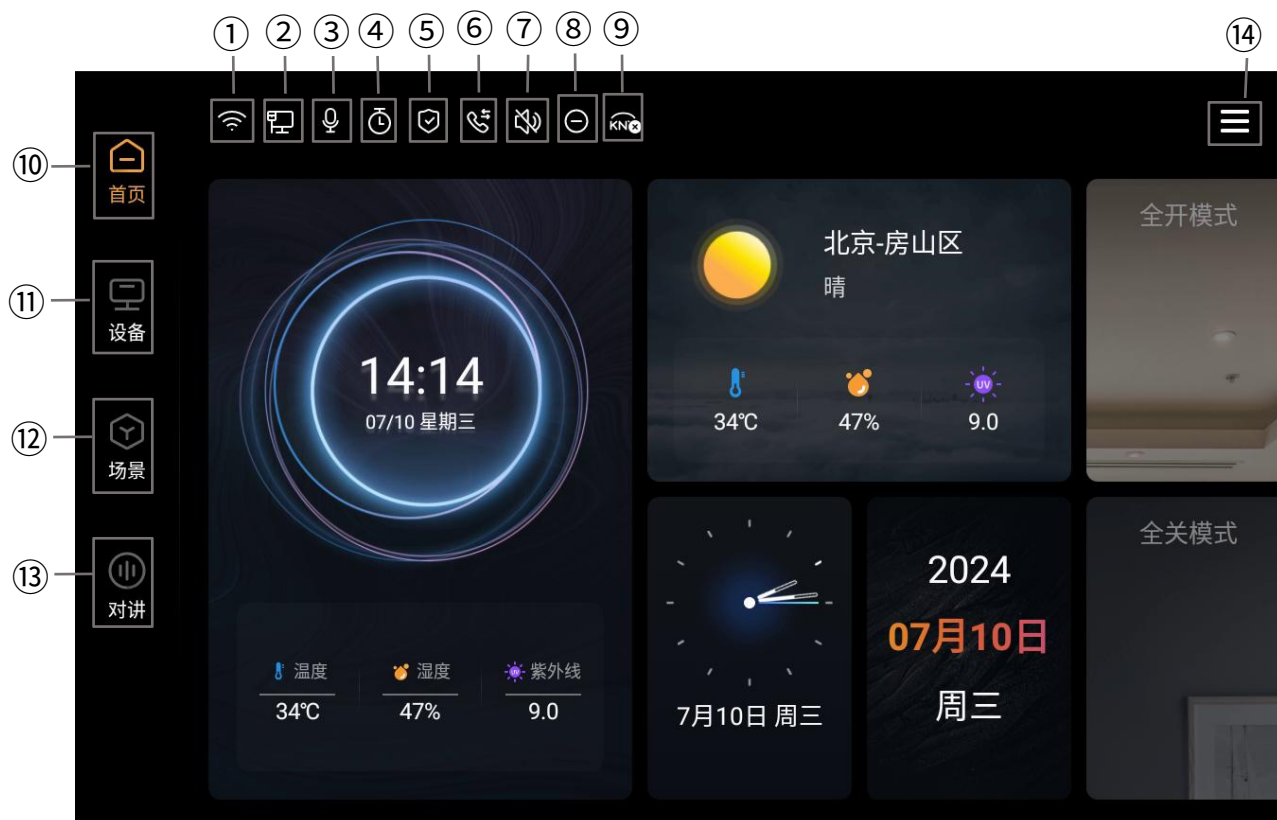 ① ② ③ ④ ⑤ ⑥ ⑦ ⑧ ⑨ ⑭
KNX
⑩ 首页
⑪ 设备
⑫ 场景
⑬ 对讲
14:14
07/10 星期三
温度 湿度 紫外线
34℃ 47% 9.0
北京-房山区
晴
UV
34℃ 47% 9.0
全开模式
7月10日 周三
2024
07月10日
周三
全关模式